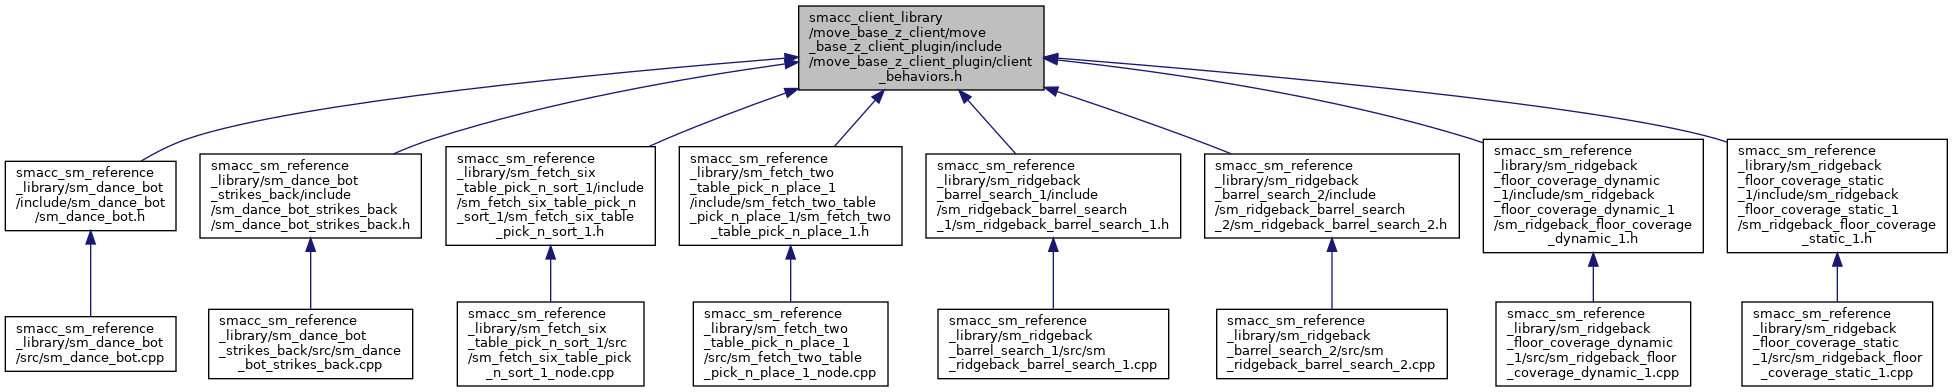 smacc_client_library
/move_base_z_client/move
_base_z_client_plugin/include
/move_base_z_client_plugin/client
_behaviors.h
smacc_sm_reference
_library/sm_dance_bot
/include/sm_dance_bot
/sm_dance_bot.h
smacc_sm_reference
_library/sm_dance_bot
_strikes_back/include
/sm_dance_bot_strikes_back
/sm_dance_bot_strikes_back.h
smacc_sm_reference
_library/sm_fetch_six
_table_pick_n_sort_1/include
/sm_fetch_six_table_pick_n
_sort_1/sm_fetch_six_table
_pick_n_sort_1.h
smacc_sm_reference
_library/sm_fetch_two
_table_pick_n_place_1
/include/sm_fetch_two_table
_pick_n_place_1/sm_fetch_two
_table_pick_n_place_1.h
smacc_sm_reference
_library/sm_ridgeback
_barrel_search_1/include
/sm_ridgeback_barrel_search
_1/sm_ridgeback_barrel_search_1.h
smacc_sm_reference
_library/sm_ridgeback
_barrel_search_2/include
/sm_ridgeback_barrel_search
_2/sm_ridgeback_barrel_search_2.h
smacc_sm_reference
_library/sm_ridgeback
_floor_coverage_dynamic
_1/include/sm_ridgeback
_floor_coverage_dynamic_1
/sm_ridgeback_floor_coverage
_dynamic_1.h
smacc_sm_reference
_library/sm_ridgeback
_floor_coverage_static
_1/include/sm_ridgeback
_floor_coverage_static_1
/sm_ridgeback_floor_coverage
_static_1.h
smacc_sm_reference
_library/sm_dance_bot
/src/sm_dance_bot.cpp
smacc_sm_reference
_library/sm_dance_bot
_strikes_back/src/sm_dance
_bot_strikes_back.cpp
smacc_sm_reference
_library/sm_fetch_six
_table_pick_n_sort_1/src
/sm_fetch_six_table_pick
_n_sort_1_node.cpp
smacc_sm_reference
_library/sm_fetch_two
_table_pick_n_place_1
/src/sm_fetch_two_table
_pick_n_place_1_node.cpp
smacc_sm_reference
_library/sm_ridgeback
_barrel_search_1/src/sm
_ridgeback_barrel_search_1.cpp
smacc_sm_reference
_library/sm_ridgeback
_barrel_search_2/src/sm
_ridgeback_barrel_search_2.cpp
smacc_sm_reference
_library/sm_ridgeback
_floor_coverage_dynamic
_1/src/sm_ridgeback_floor
_coverage_dynamic_1.cpp
smacc_sm_reference
_library/sm_ridgeback
_floor_coverage_static
_1/src/sm_ridgeback_floor
_coverage_static_1.cpp